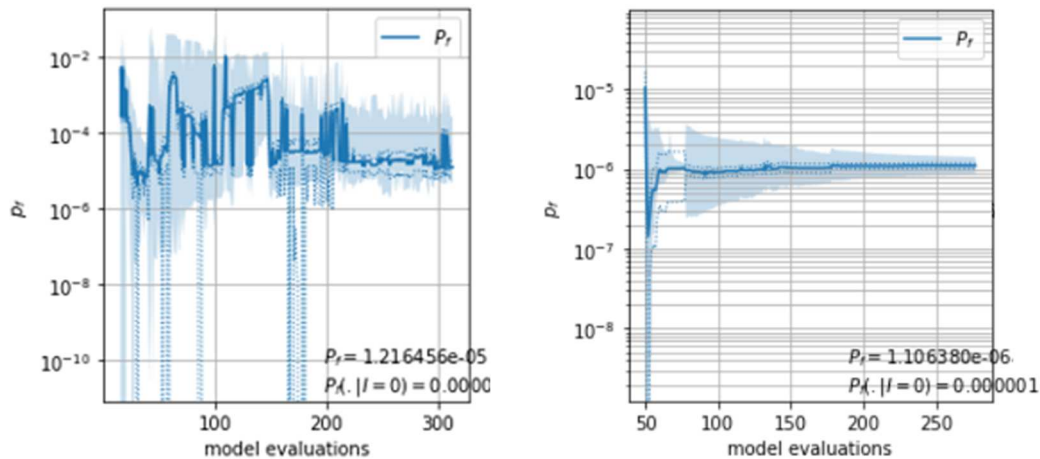 P_f
10⁻²
10⁻⁴
10⁻⁶
10⁻⁸
10⁻¹⁰
p_f
P_f = 1.216456e-05
P_f(. | I = 0) = 0.0000
100
200
300
model evaluations
P_f
10⁻⁵
10⁻⁶
10⁻⁷
10⁻⁸
p_f
P_f = 1.106380e-06
P_f(. | I = 0) = 0.000001
50
100
150
200
250
model evaluations